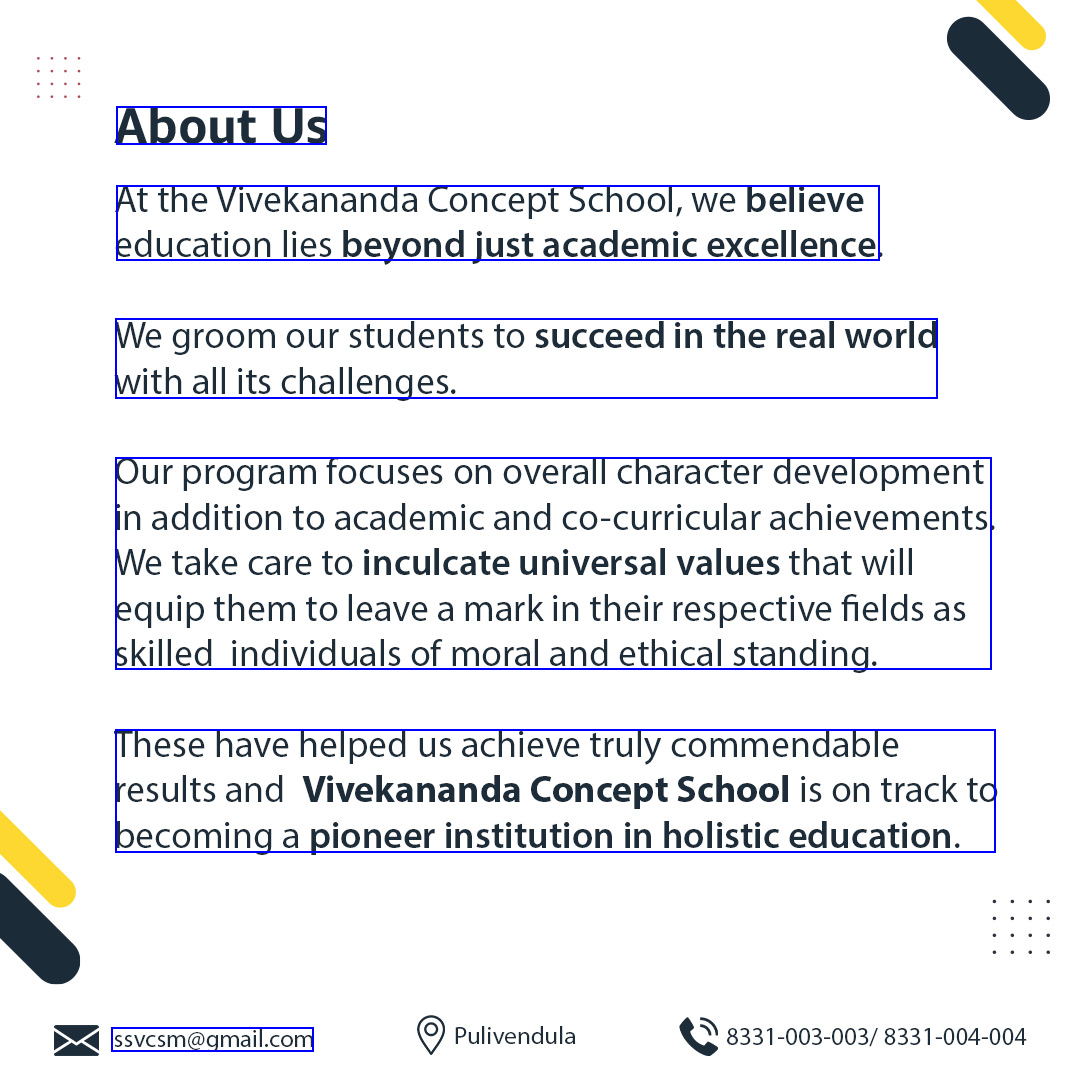 About Us
At the Vivekananda Concept School, we believe
education lies beyond just academic excellence.
We groom our students to succeed in the real world
with all its challenges.
Our program focuses on overall character development
in addition to academic and co-curricular achievements.
We take care to inculcate universal values that will
equip them to leave a mark in their respective fields as
skilled  individuals of moral and ethical standing.
These have helped us achieve truly commendable
results and  Vivekananda Concept School is on track to
becoming a pioneer institution in holistic education.
ssvcsm@gmail.com
Pulivendula
8331-003-003/ 8331-004-004